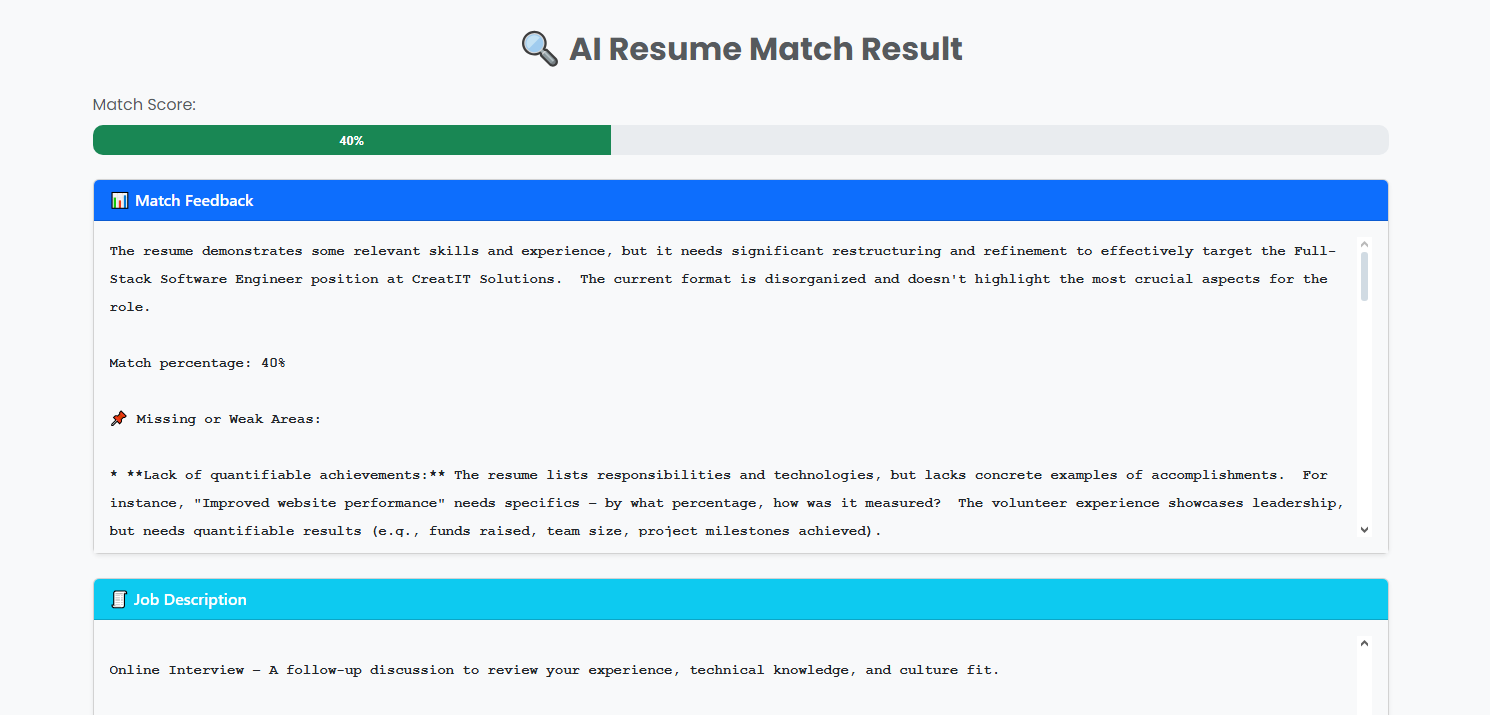 AI Resume Match Result
Match Score:
40%
Match Feedback
The resume demonstrates some relevant skills and experience, but it needs significant restructuring and refinement to effectively target the Full-
Stack Software Engineer position at CreatIT Solutions.  The current format is disorganized and doesn't highlight the most crucial aspects for the
role.
Match percentage: 40%
📌 Missing or Weak Areas:
* **Lack of quantifiable achievements:** The resume lists responsibilities and technologies, but lacks concrete examples of accomplishments.  For
instance, "Improved website performance" needs specifics – by what percentage, how was it measured?  The volunteer experience showcases leadership,
but needs quantifiable results (e.g., funds raised, team size, project milestones achieved).
Job Description
Online Interview – A follow-up discussion to review your experience, technical knowledge, and culture fit.